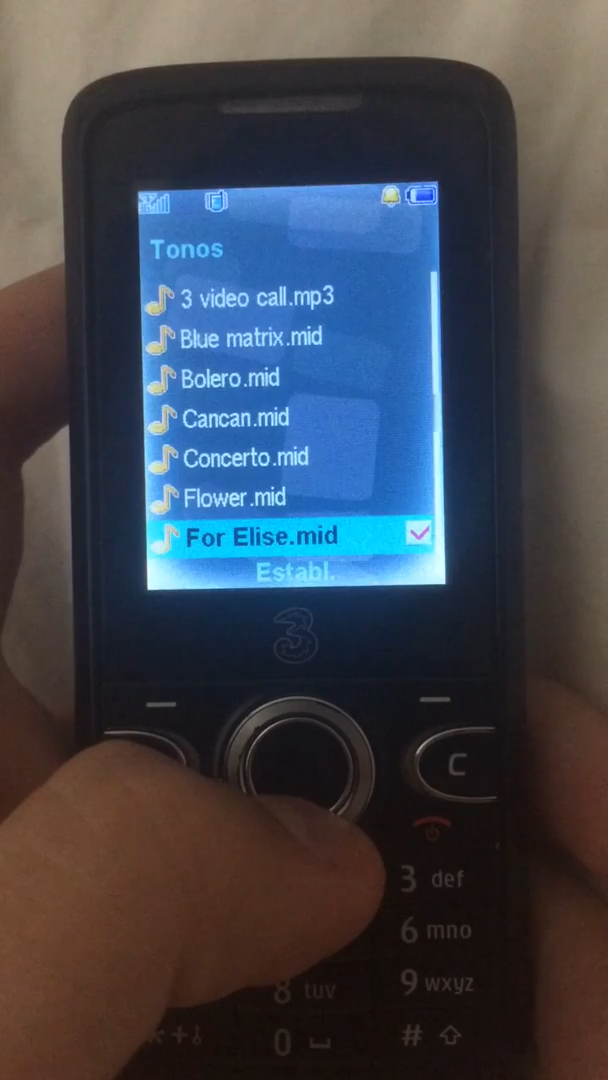 Tonos
3 video call.mp3
Blue matrix.mid
Bolero.mid
Cancan.mid
Concerto.mid
Flower.mid
For Elise.mid
Establ.
3
C
3 def
6 mno
8 tuv
9 wxyz
* +
0
#